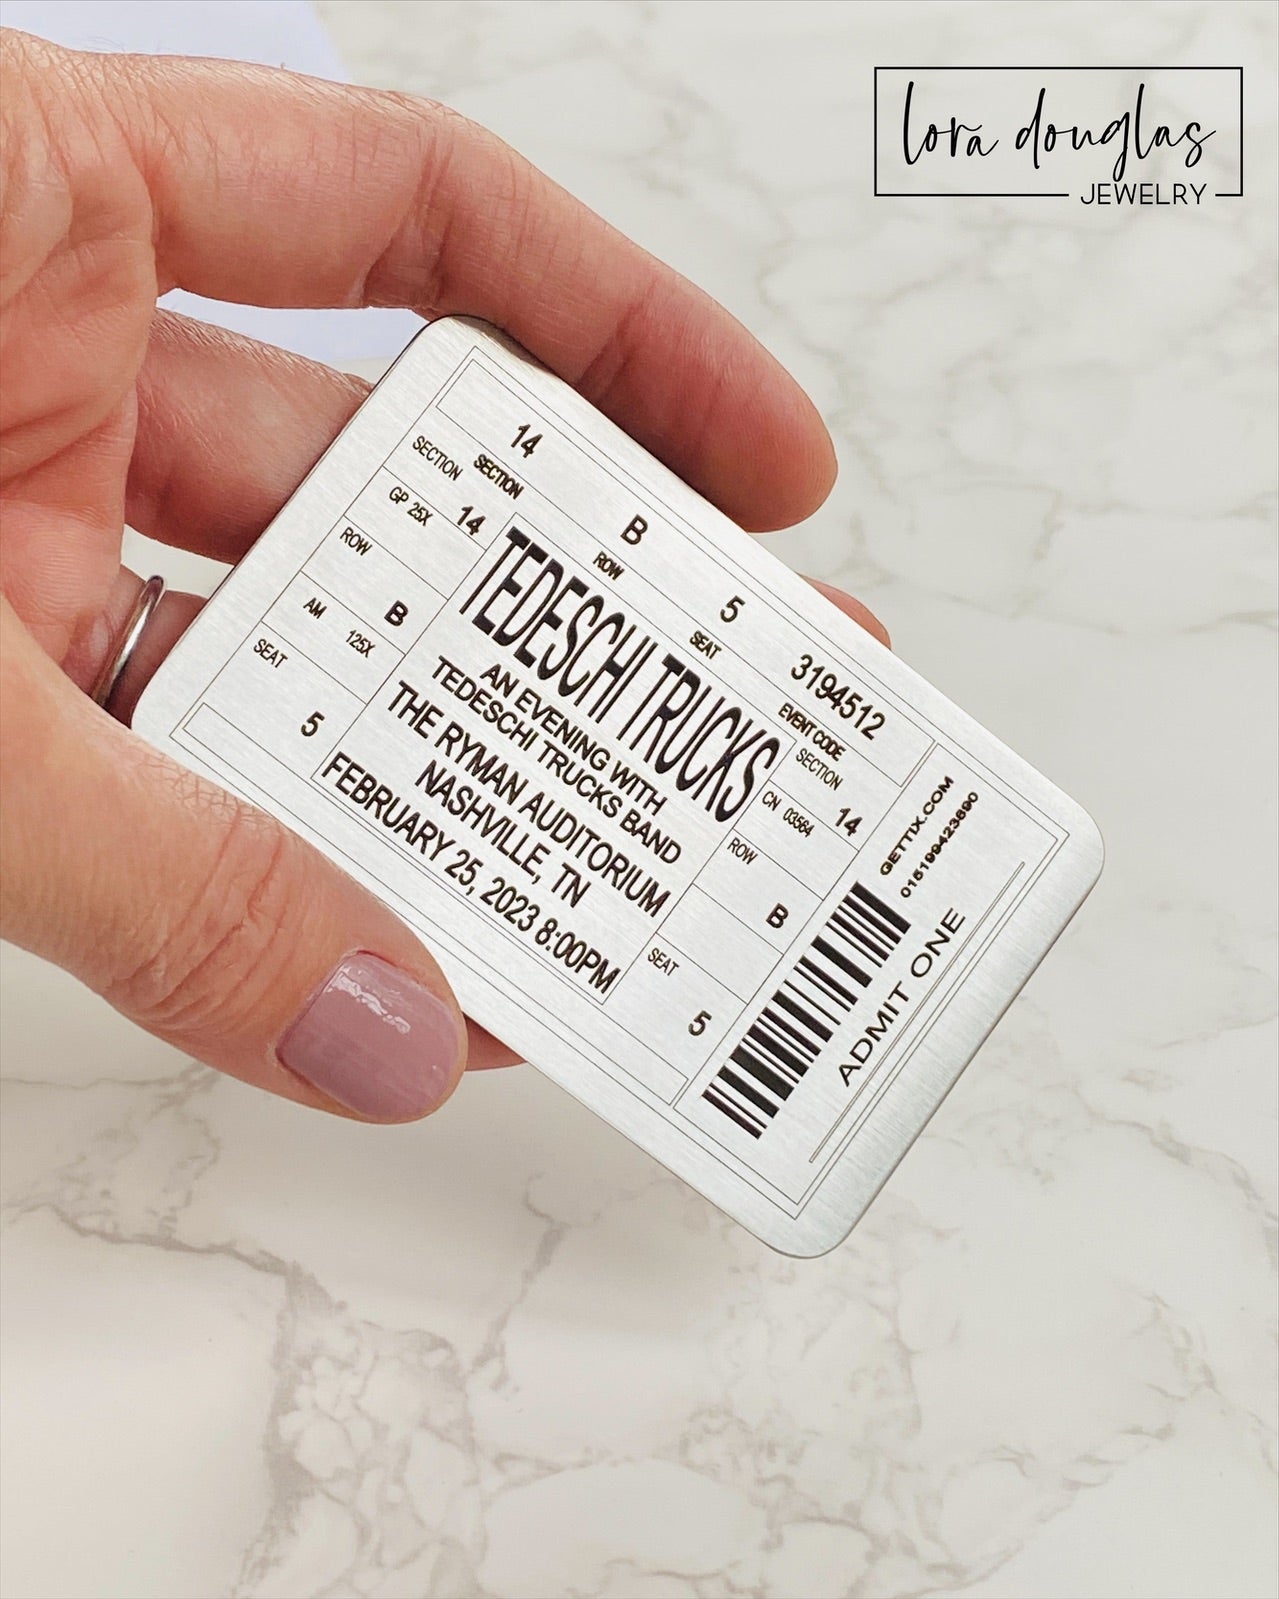 lora douglas
JEWELRY
14 B 5 3194512
SECTION ROW SEAT EVENT CODE
SECTION
14
GP 25X
ROW
B
AM 125X
SEAT
5
TEDESCHI TRUCKS
AN EVENING WITH
TEDESCHI TRUCKS BAND
THE RYMAN AUDITORIUM
NASHVILLE, TN
FEBRUARY 25, 2023 8:00PM
SECTION
14
CN 03564
ROW
B
SEAT
5
GETTIX.COM
015199423890
ADMIT ONE